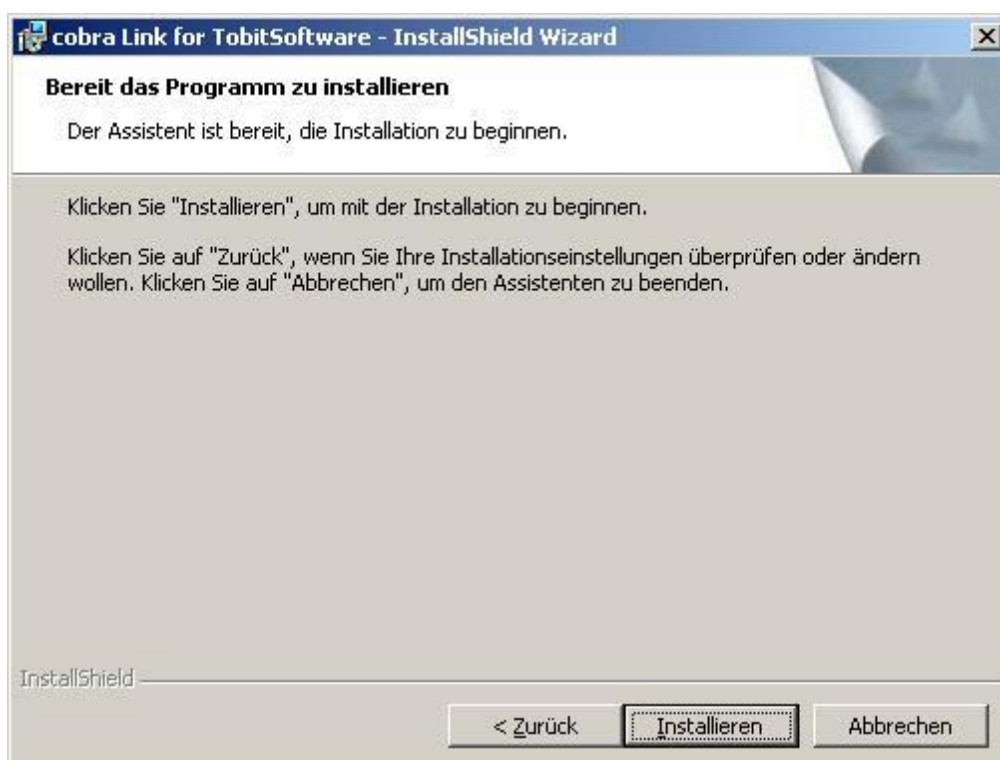 cobra Link for TobitSoftware - InstallShield Wizard
Bereit das Programm zu installieren
Der Assistent ist bereit, die Installation zu beginnen.
Klicken Sie "Installieren", um mit der Installation zu beginnen.
Klicken Sie auf "Zurück", wenn Sie Ihre Installationseinstellungen überprüfen oder ändern
wollen. Klicken Sie auf "Abbrechen", um den Assistenten zu beenden.
InstallShield
< Zurück Installieren Abbrechen